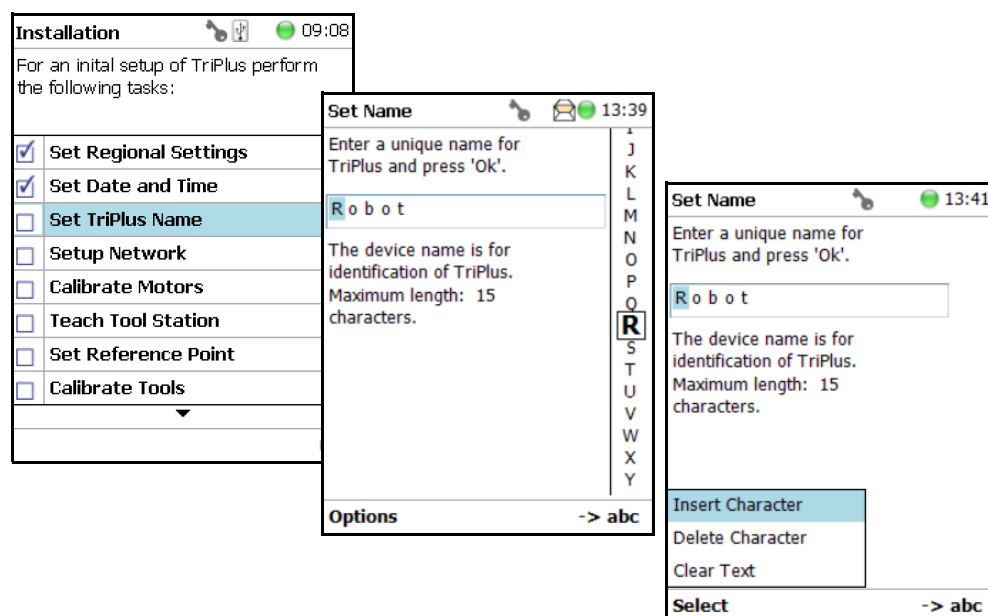 Installation 09:08
For an inital setup of TriPlus perform
the following tasks:
Set Regional Settings
Set Date and Time
Set TriPlus Name
Setup Network
Calibrate Motors
Teach Tool Station
Set Reference Point
Calibrate Tools
Set Name 13:39
Enter a unique name for
TriPlus and press 'Ok'.
Robot
The device name is for
identification of TriPlus.
Maximum length: 15
characters.
J
K
L
M
N
O
P
Q
R
S
T
U
V
W
X
Y
Options -> abc
Set Name 13:41
Enter a unique name for
TriPlus and press 'Ok'.
Robot
The device name is for
identification of TriPlus.
Maximum length: 15
characters.
Insert Character
Delete Character
Clear Text
Select -> abc